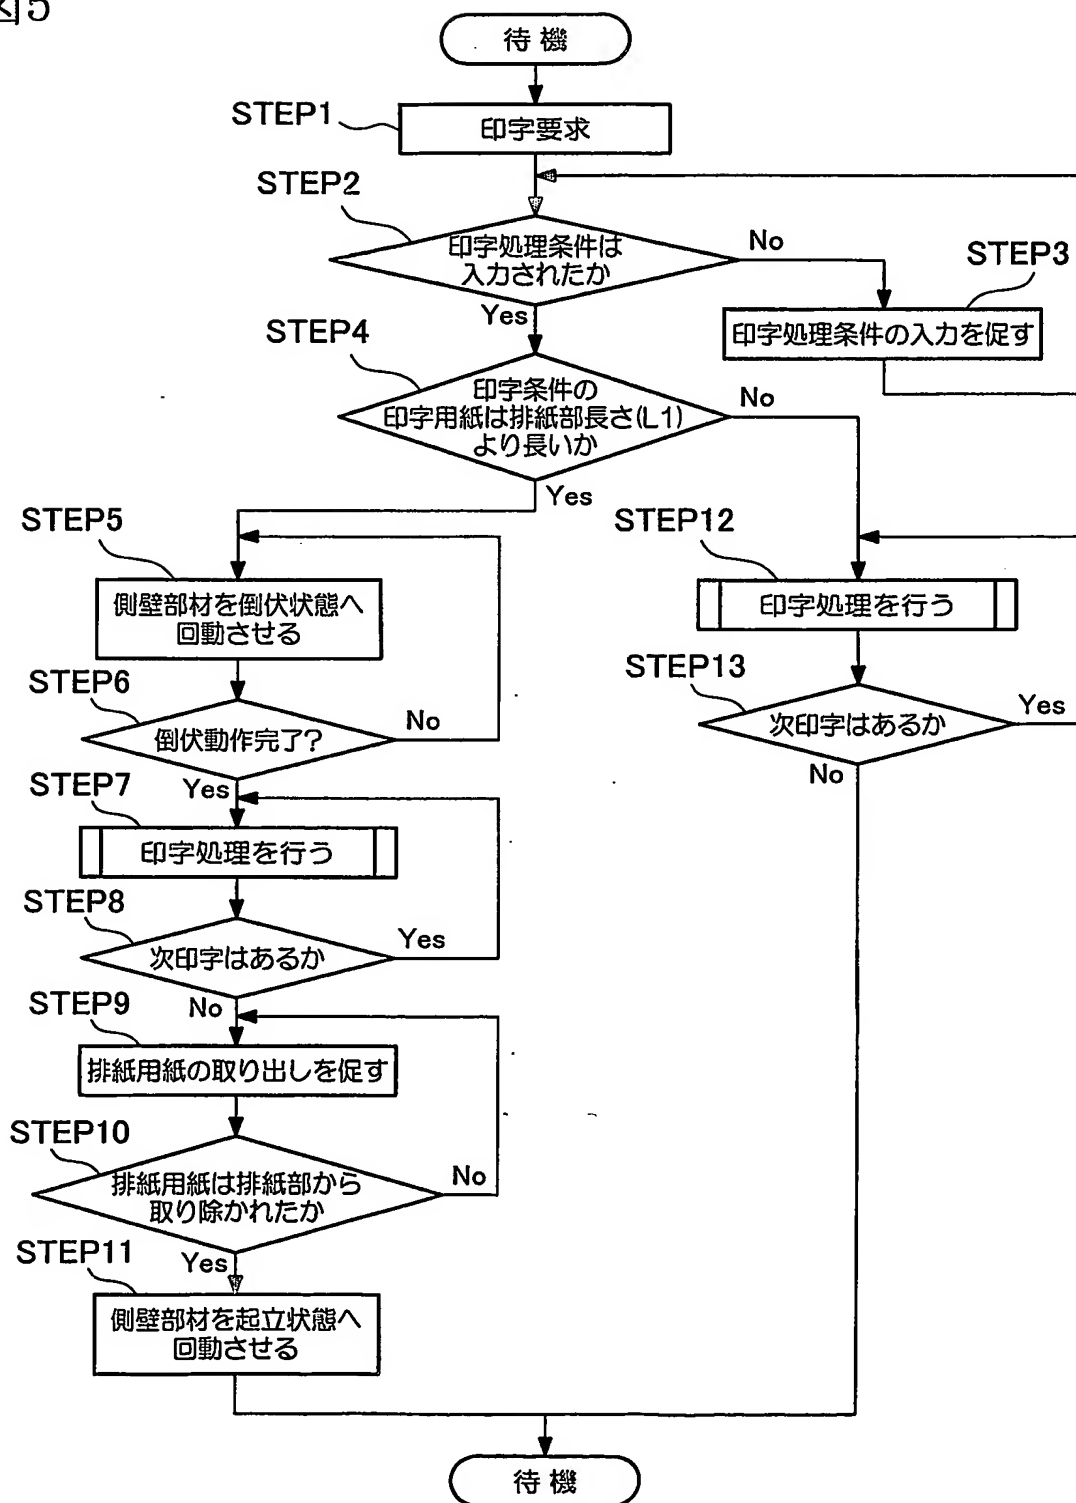 図5
待機
STEP1
印字要求
STEP2
印字処理条件は
入力されたか
No
STEP3
Yes
印字処理条件の入力を促す
STEP4
印字条件の
印字用紙は排紙部長さ(L1)
より長いか
No
Yes
STEP5
側壁部材を倒伏状態へ
回動させる
STEP12
印字処理を行う
STEP6
倒伏動作完了?
No
Yes
STEP13
次印字はあるか
Yes
No
STEP7
印字処理を行う
STEP8
次印字はあるか
Yes
No
STEP9
排紙用紙の取り出しを促す
STEP10
排紙用紙は排紙部から
取り除かれたか
No
Yes
STEP11
側壁部材を起立状態へ
回動させる
待機